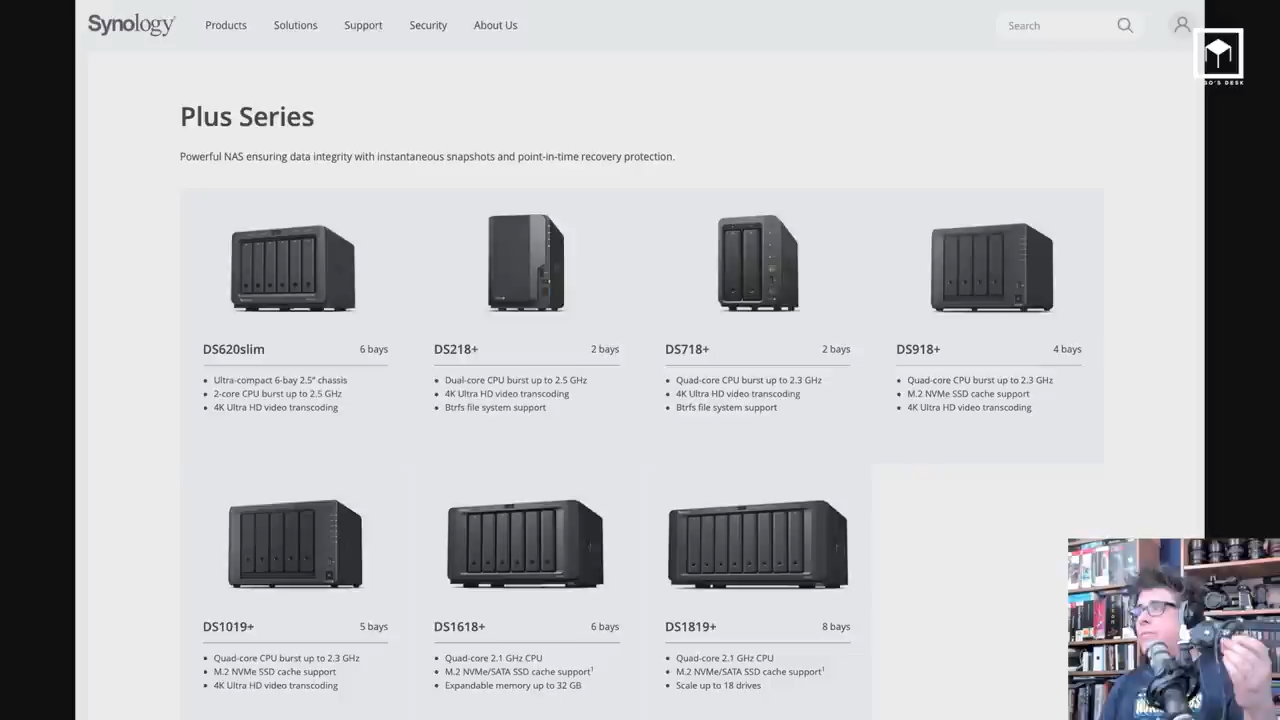 Synology
Products
Solutions
Support
Security
About Us
Search
Plus Series
Powerful NAS ensuring data integrity with instantaneous snapshots and point-in-time recovery protection.
DS620slim
6 bays
• Ultra-compact 6-bay 2.5" chassis
• 2-core CPU burst up to 2.5 GHz
• 4K Ultra HD video transcoding
DS218+
2 bays
• Dual-core CPU burst up to 2.5 GHz
• 4K Ultra HD video transcoding
• Btrfs file system support
DS718+
2 bays
• Quad-core CPU burst up to 2.3 GHz
• 4K Ultra HD video transcoding
• Btrfs file system support
DS918+
4 bays
• Quad-core CPU burst up to 2.3 GHz
• M.2 NVMe SSD cache support
• 4K Ultra HD video transcoding
DS1019+
5 bays
• Quad-core CPU burst up to 2.3 GHz
• M.2 NVMe SSD cache support
• 4K Ultra HD video transcoding
DS1618+
6 bays
• Quad-core 2.1 GHz CPU
• M.2 NVMe/SATA SSD cache support¹
• Expandable memory up to 32 GB
DS1819+
8 bays
• Quad-core 2.1 GHz CPU
• M.2 NVMe/SATA SSD cache support¹
• Scale up to 18 drives